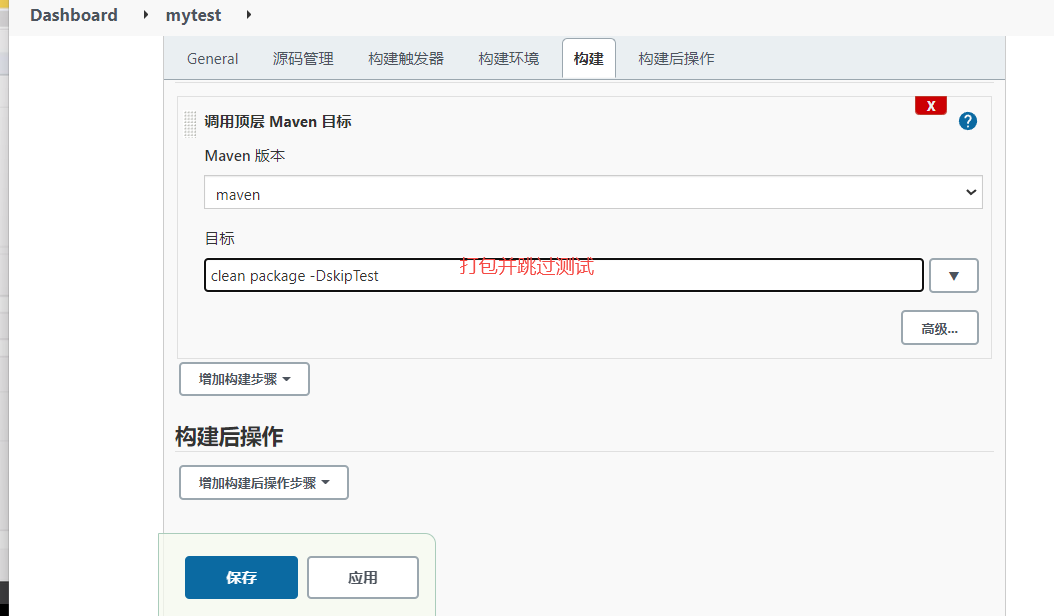 Dashboard mytest
General 源码管理 构建触发器 构建环境 构建 构建后操作
X
调用顶层 Maven 目标
?
Maven 版本
maven
目标
clean package -DskipTest 打包并跳过测试
高级...
增加构建步骤
构建后操作
增加构建后操作步骤
保存 应用